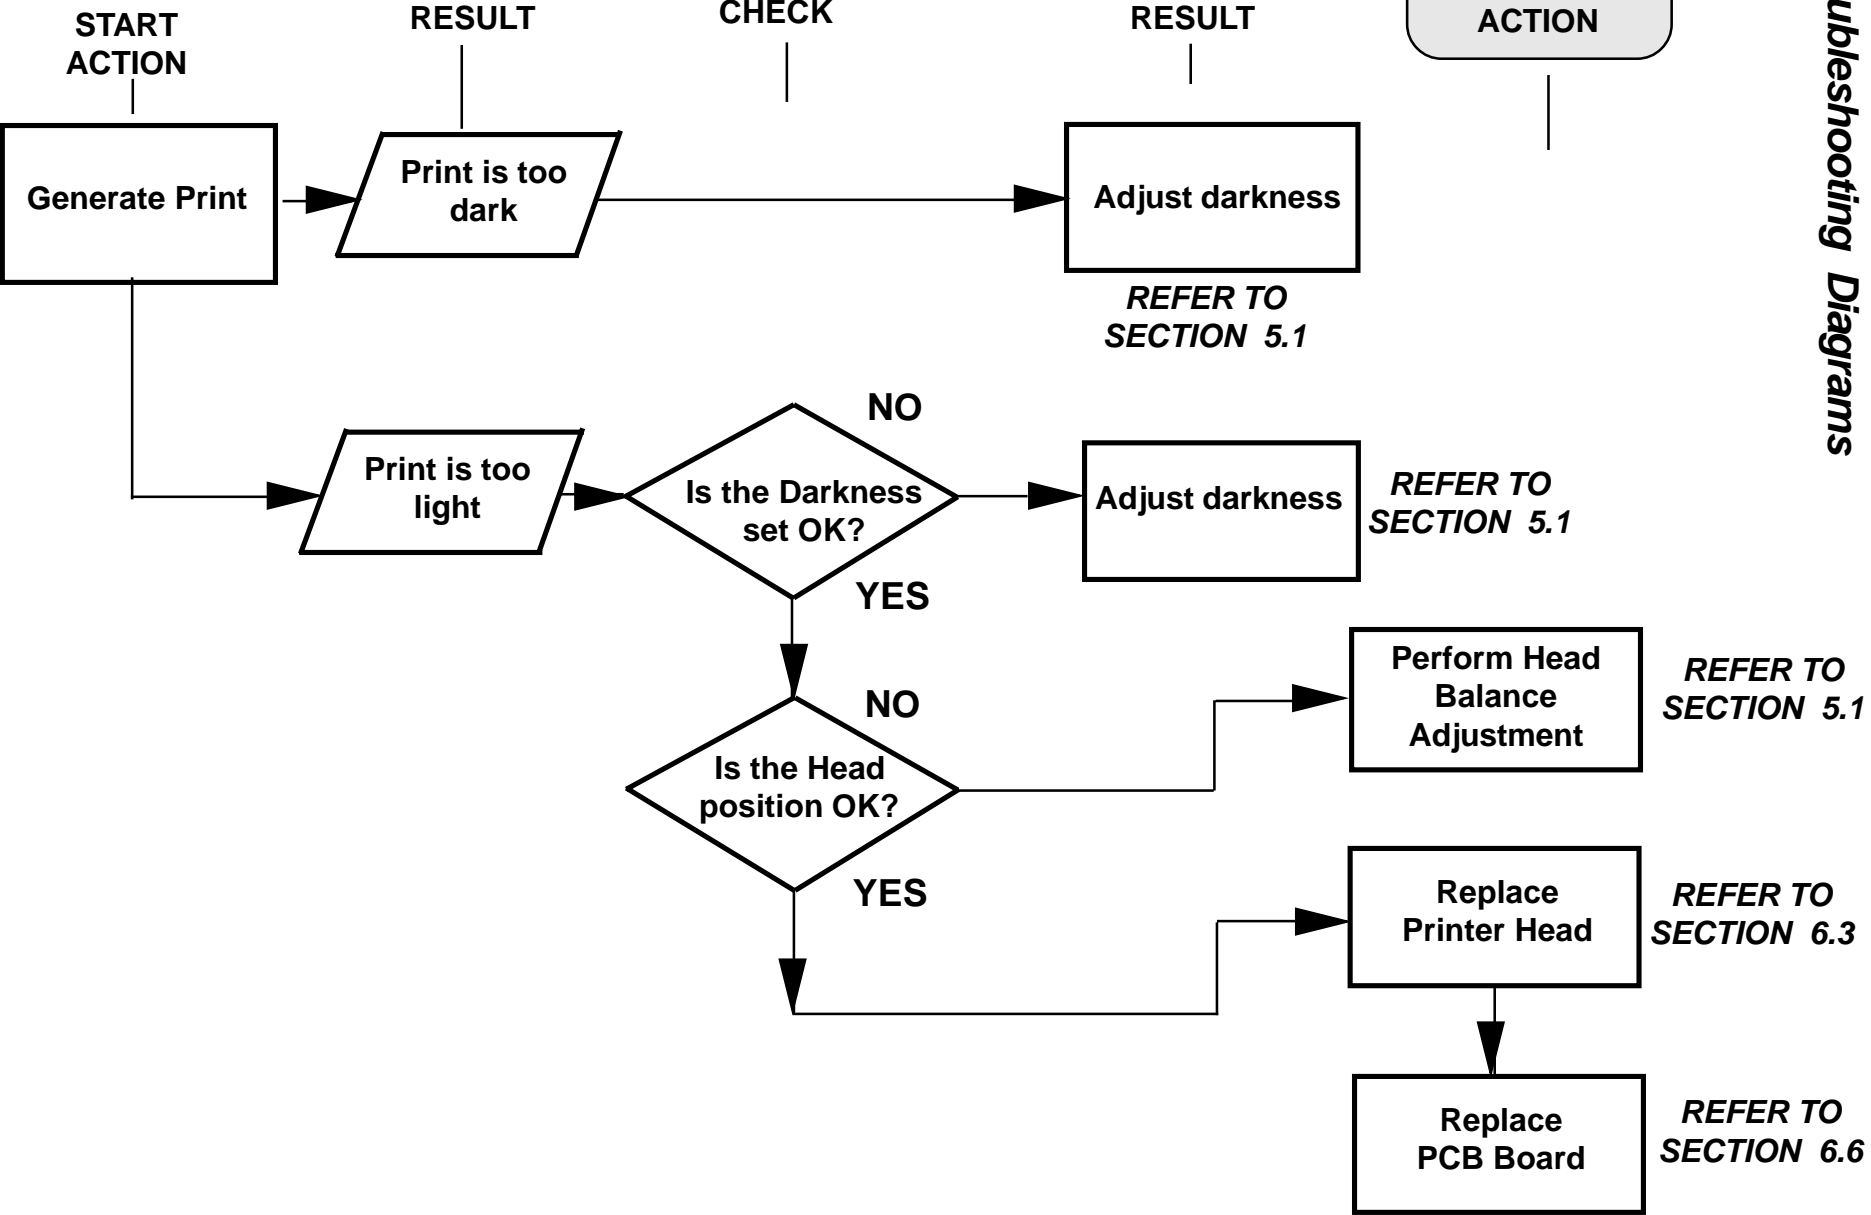 START
ACTION
RESULT
CHECK
RESULT
ACTION
Generate Print
Print is too
dark
Adjust darkness
REFER TO
SECTION 5.1
Print is too
light
NO
Is the Darkness
set OK?
YES
Adjust darkness
REFER TO
SECTION 5.1
NO
Is the Head
position OK?
YES
Perform Head
Balance
Adjustment
REFER TO
SECTION 5.1
Replace
Printer Head
REFER TO
SECTION 6.3
Replace
PCB Board
REFER TO
SECTION 6.6
ubleshooting Diagrams